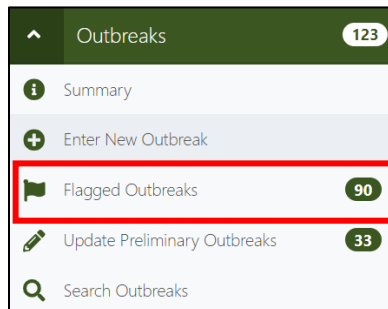 Outbreaks 123
Summary
Enter New Outbreak
Flagged Outbreaks 90
Update Preliminary Outbreaks 33
Search Outbreaks